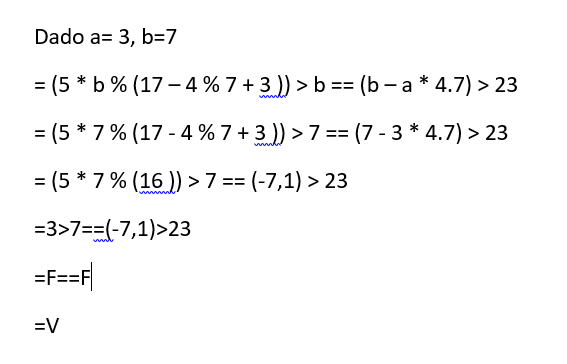 Dado a= 3, b=7
= (5 * b % (17 – 4 % 7 + 3 )) > b == (b – a * 4.7) > 23
= (5 * 7 % (17 - 4 % 7 + 3 )) > 7 == (7 - 3 * 4.7) > 23
= (5 * 7 % (16 )) > 7 == (-7,1) > 23
=3>7==(-7,1)>23
=F==F
=V